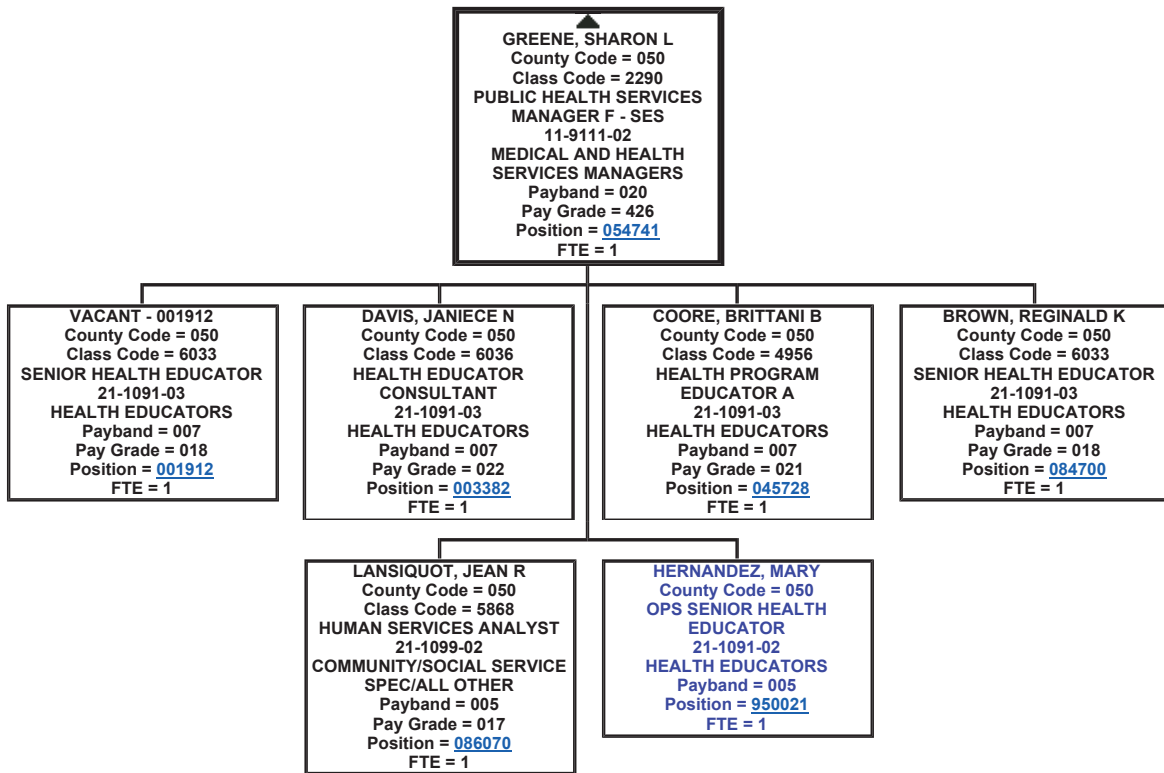 GREENE, SHARON L
County Code = 050
Class Code = 2290
PUBLIC HEALTH SERVICES
MANAGER F - SES
11-9111-02
MEDICAL AND HEALTH
SERVICES MANAGERS
Payband = 020
Pay Grade = 426
Position = 054741
FTE = 1
VACANT - 001912
County Code = 050
Class Code = 6033
SENIOR HEALTH EDUCATOR
21-1091-03
HEALTH EDUCATORS
Payband = 007
Pay Grade = 018
Position = 001912
FTE = 1
DAVIS, JANIECE N
County Code = 050
Class Code = 6036
HEALTH EDUCATOR
CONSULTANT
21-1091-03
HEALTH EDUCATORS
Payband = 007
Pay Grade = 022
Position = 003382
FTE = 1
COORE, BRITTANI B
County Code = 050
Class Code = 4956
HEALTH PROGRAM
EDUCATOR A
21-1091-03
HEALTH EDUCATORS
Payband = 007
Pay Grade = 021
Position = 045728
FTE = 1
BROWN, REGINALD K
County Code = 050
Class Code = 6033
SENIOR HEALTH EDUCATOR
21-1091-03
HEALTH EDUCATORS
Payband = 007
Pay Grade = 018
Position = 084700
FTE = 1
LANSIQUOT, JEAN R
County Code = 050
Class Code = 5868
HUMAN SERVICES ANALYST
21-1099-02
COMMUNITY/SOCIAL SERVICE
SPEC/ALL OTHER
Payband = 005
Pay Grade = 017
Position = 086070
FTE = 1
HERNANDEZ, MARY
County Code = 050
OPS SENIOR HEALTH
EDUCATOR
21-1091-02
HEALTH EDUCATORS
Payband = 005
Position = 950021
FTE = 1